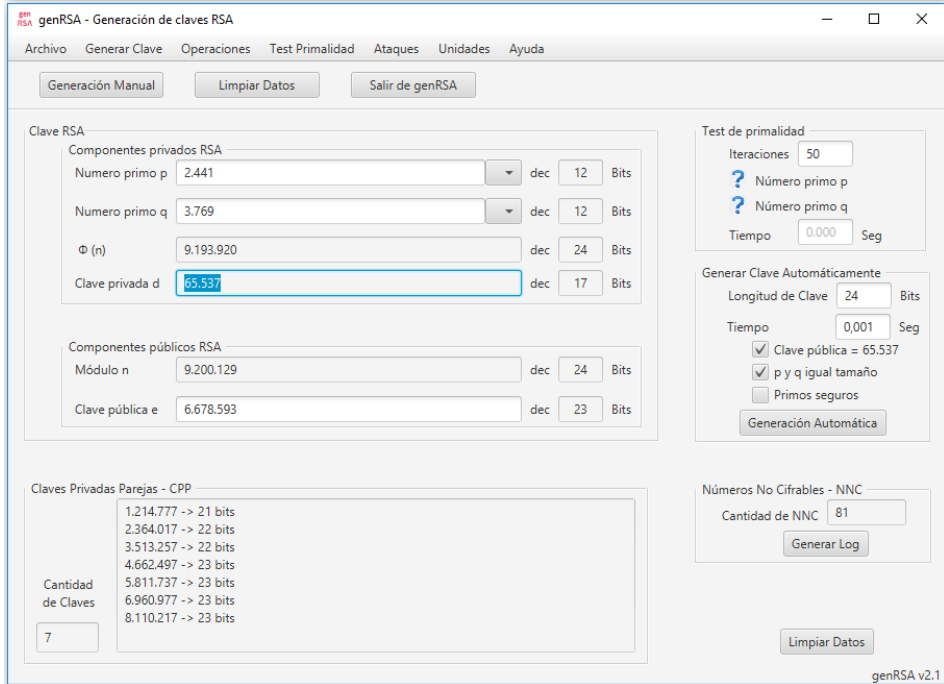 gen RSA genRSA - Generación de claves RSA
Archivo Generar Clave Operaciones Test Primalidad Ataques Unidades Ayuda
Generación Manual Limpiar Datos Salir de genRSA
Clave RSA
Componentes privados RSA
Numero primo p 2.441 dec 12 Bits
Numero primo q 3.769 dec 12 Bits
Φ (n) 9.193.920 dec 24 Bits
Clave privada d 65.537 dec 17 Bits
Componentes públicos RSA
Módulo n 9.200.129 dec 24 Bits
Clave pública e 6.678.593 dec 23 Bits
Test de primalidad
Iteraciones 50
? Número primo p
? Número primo q
Tiempo 0.000 Seg
Generar Clave Automáticamente
Longitud de Clave 24 Bits
Tiempo 0,001 Seg
Clave pública = 65.537
p y q igual tamaño
Primos seguros
Generación Automática
Claves Privadas Parejas - CPP
1.214.777 -> 21 bits
2.364.017 -> 22 bits
3.513.257 -> 22 bits
4.662.497 -> 23 bits
5.811.737 -> 23 bits
6.960.977 -> 23 bits
8.110.217 -> 23 bits
Cantidad
de Claves
7
Números No Cifrables - NNC
Cantidad de NNC 81
Generar Log
Limpiar Datos
genRSA v2.1